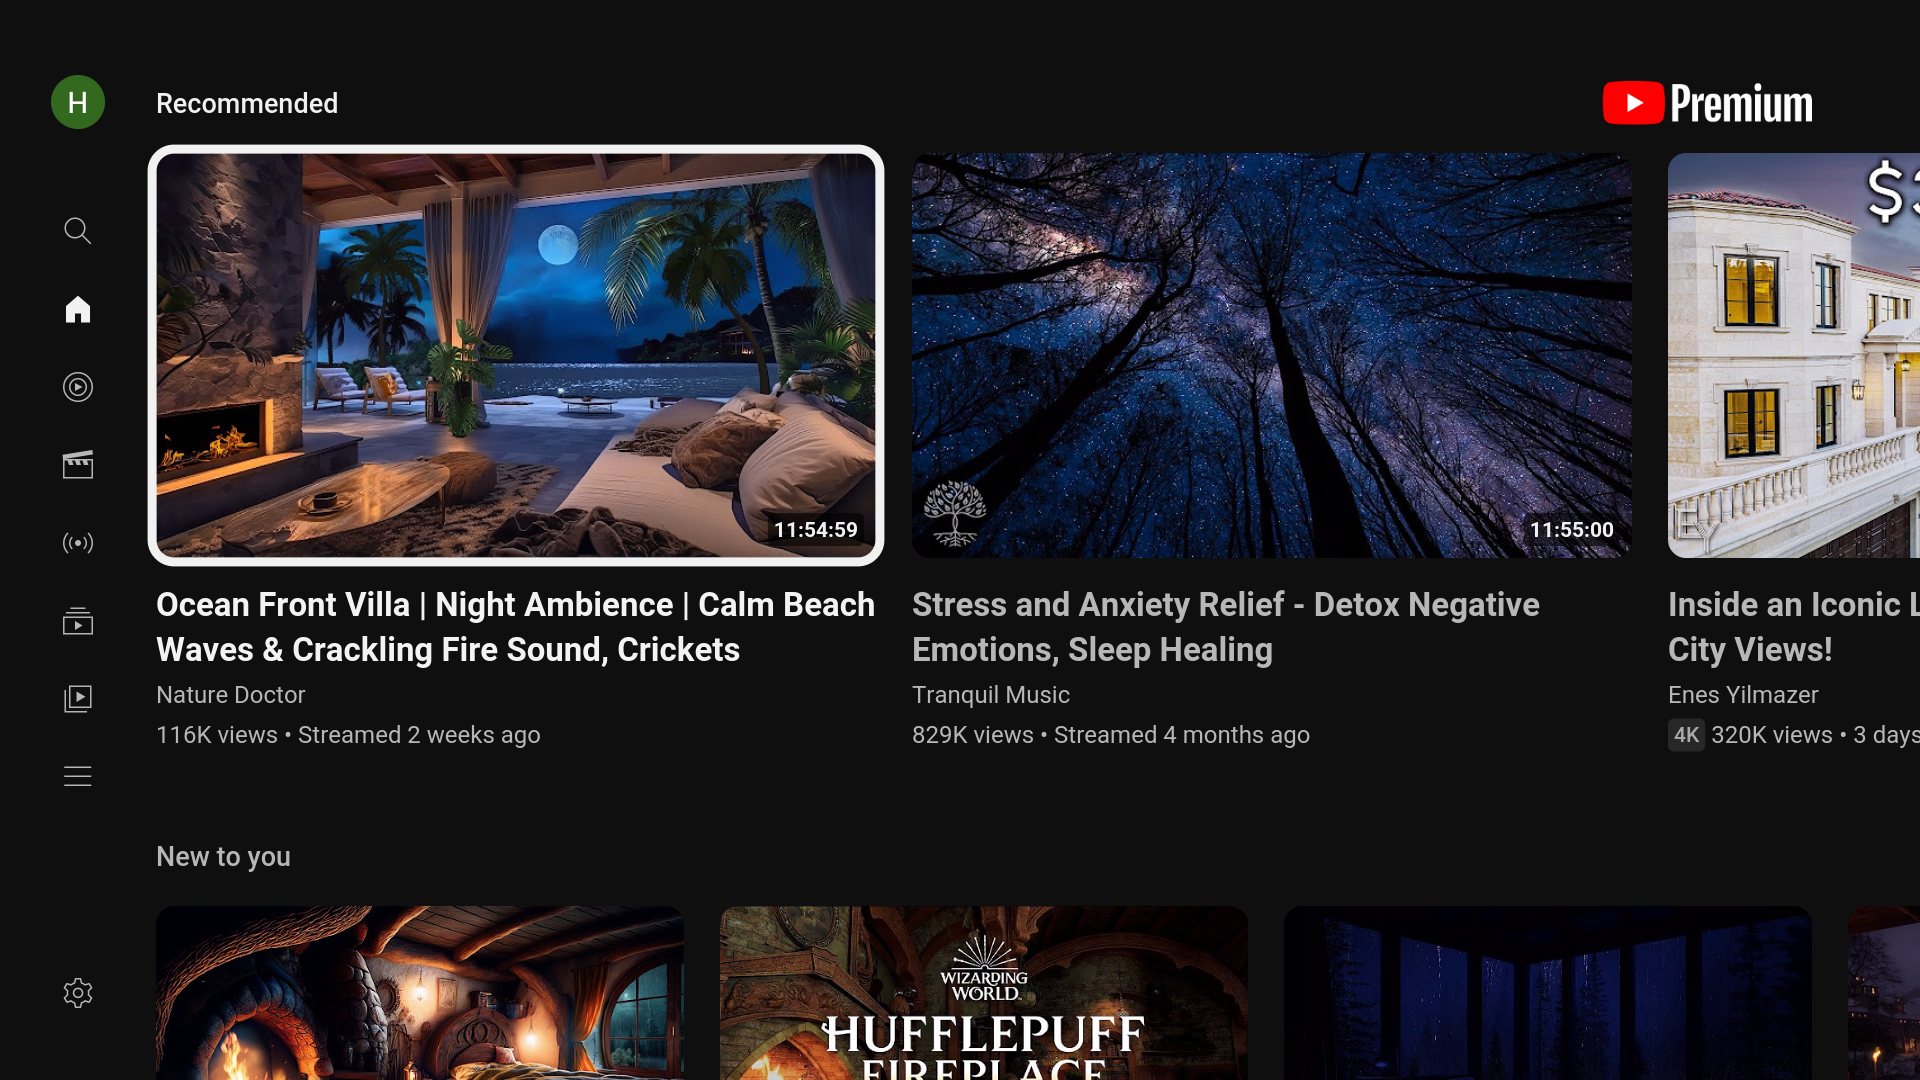 H
Recommended
Premium
11:54:59
11:55:00
$3
EY
Ocean Front Villa | Night Ambience | Calm Beach
Waves & Crackling Fire Sound, Crickets
Nature Doctor
116K views • Streamed 2 weeks ago
Stress and Anxiety Relief - Detox Negative
Emotions, Sleep Healing
Tranquil Music
829K views • Streamed 4 months ago
Inside an Iconic
City Views!
Enes Yilmazer
4K 320K views • 3 days
New to you
WIZARDING
WORLD
HUFFLEPUFF
FIREPLACE